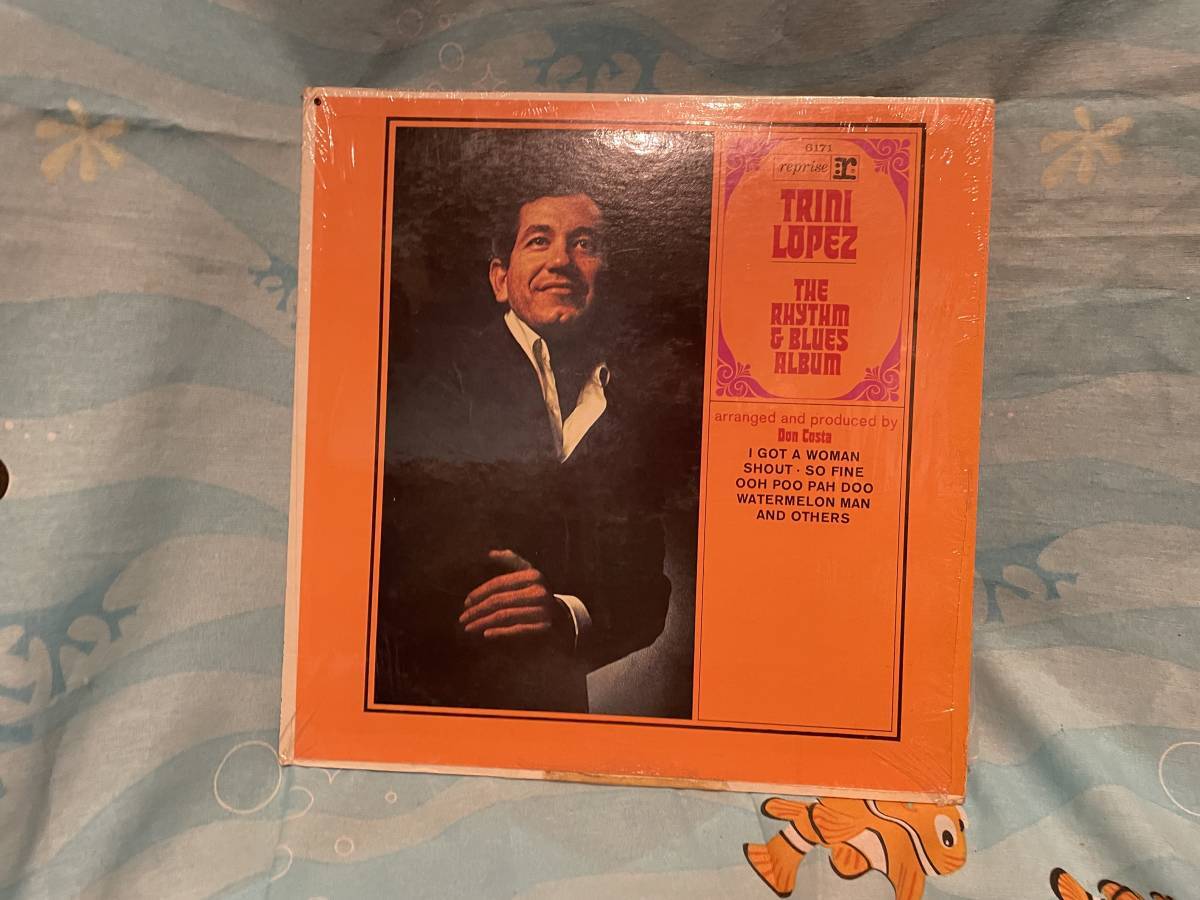 6171
reprise r
TRINI
LOPEZ
THE
RHYTHM
& BLUES
ALBUM
arranged and produced by
Don Costa
I GOT A WOMAN
SHOUT · SO FINE
OOH POO PAH DOO
WATERMELON MAN
AND OTHERS